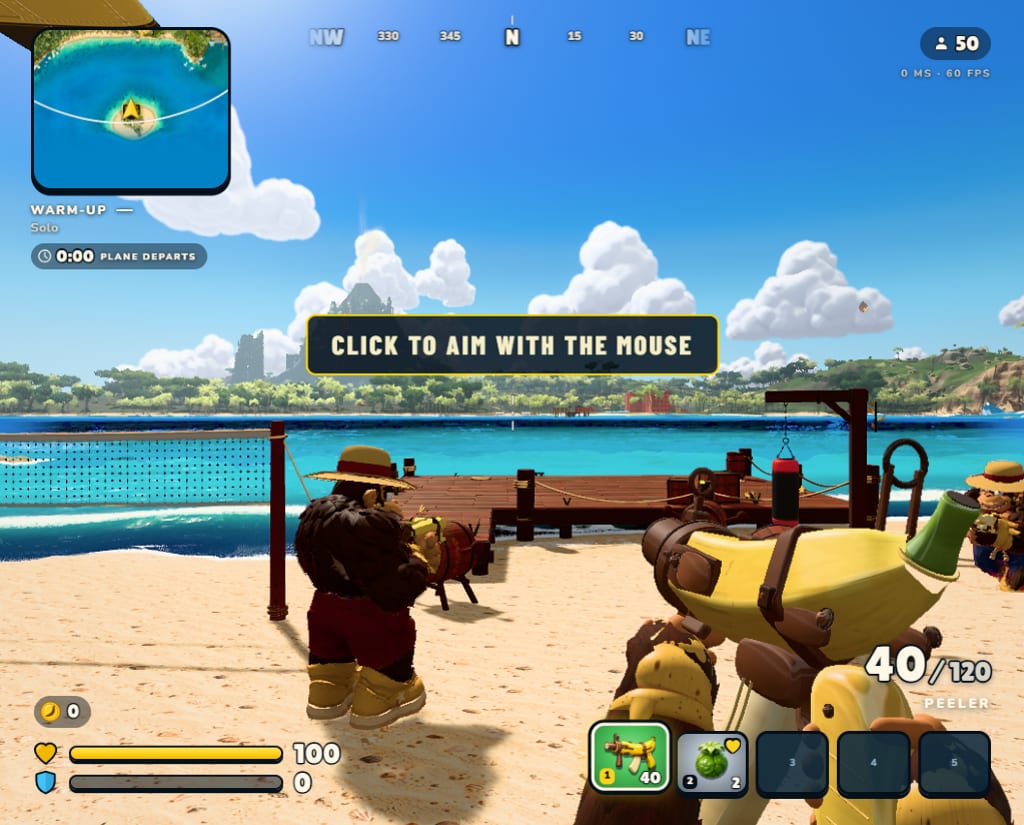 NW 330 345 N 15 30 NE
50
0 MS · 60 FPS
WARM-UP —
Solo
0:00 PLANE DEPARTS
CLICK TO AIM WITH THE MOUSE
40/120
PEELER
0
100
0
1 40
2 2
3
4
5